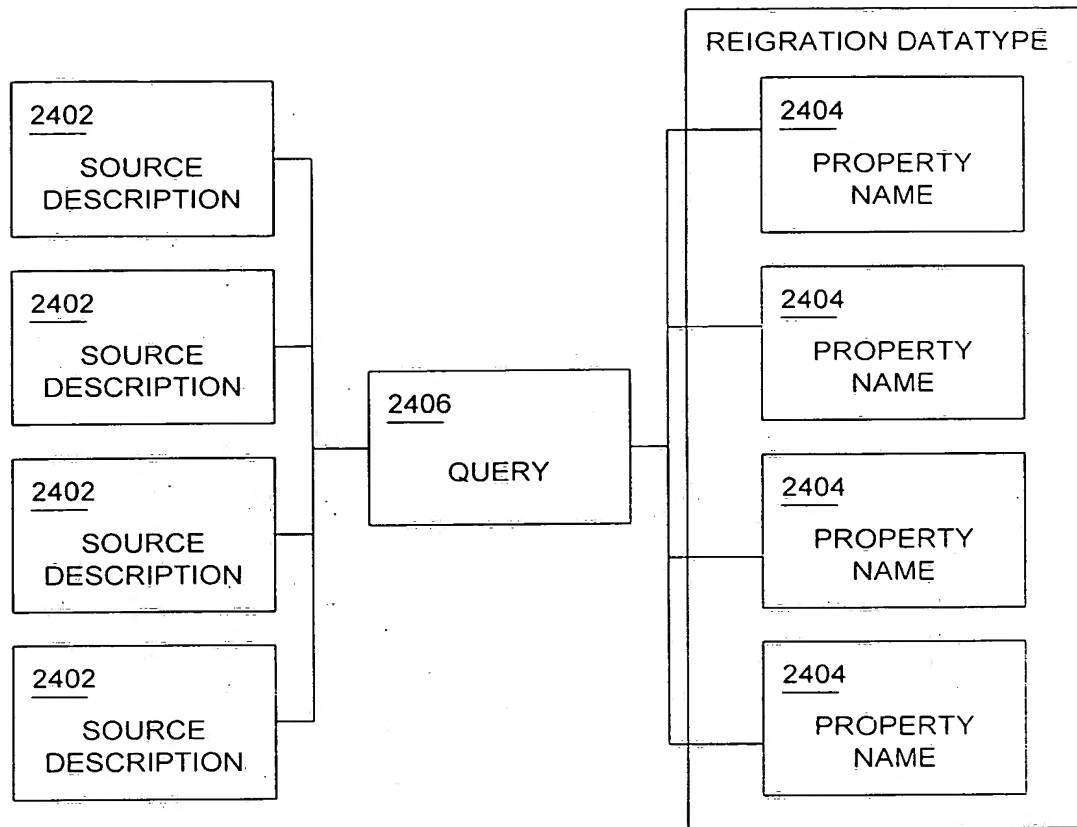 REIGRATION DATATYPE
2402
SOURCE
DESCRIPTION
2402
SOURCE
DESCRIPTION
2402
SOURCE
DESCRIPTION
2402
SOURCE
DESCRIPTION
2406
QUERY
2404
PROPERTY
NAME
2404
PROPERTY
NAME
2404
PROPERTY
NAME
2404
PROPERTY
NAME